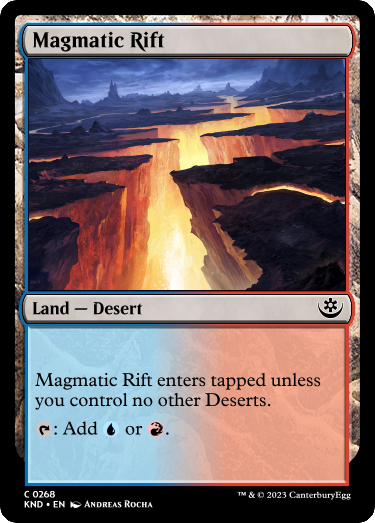 Magmatic Rift
Land — Desert
Magmatic Rift enters tapped unless
you control no other Deserts.
: Add or .
C 0268
KND • EN Andreas Rocha
™ & © 2023 CanterburyEgg